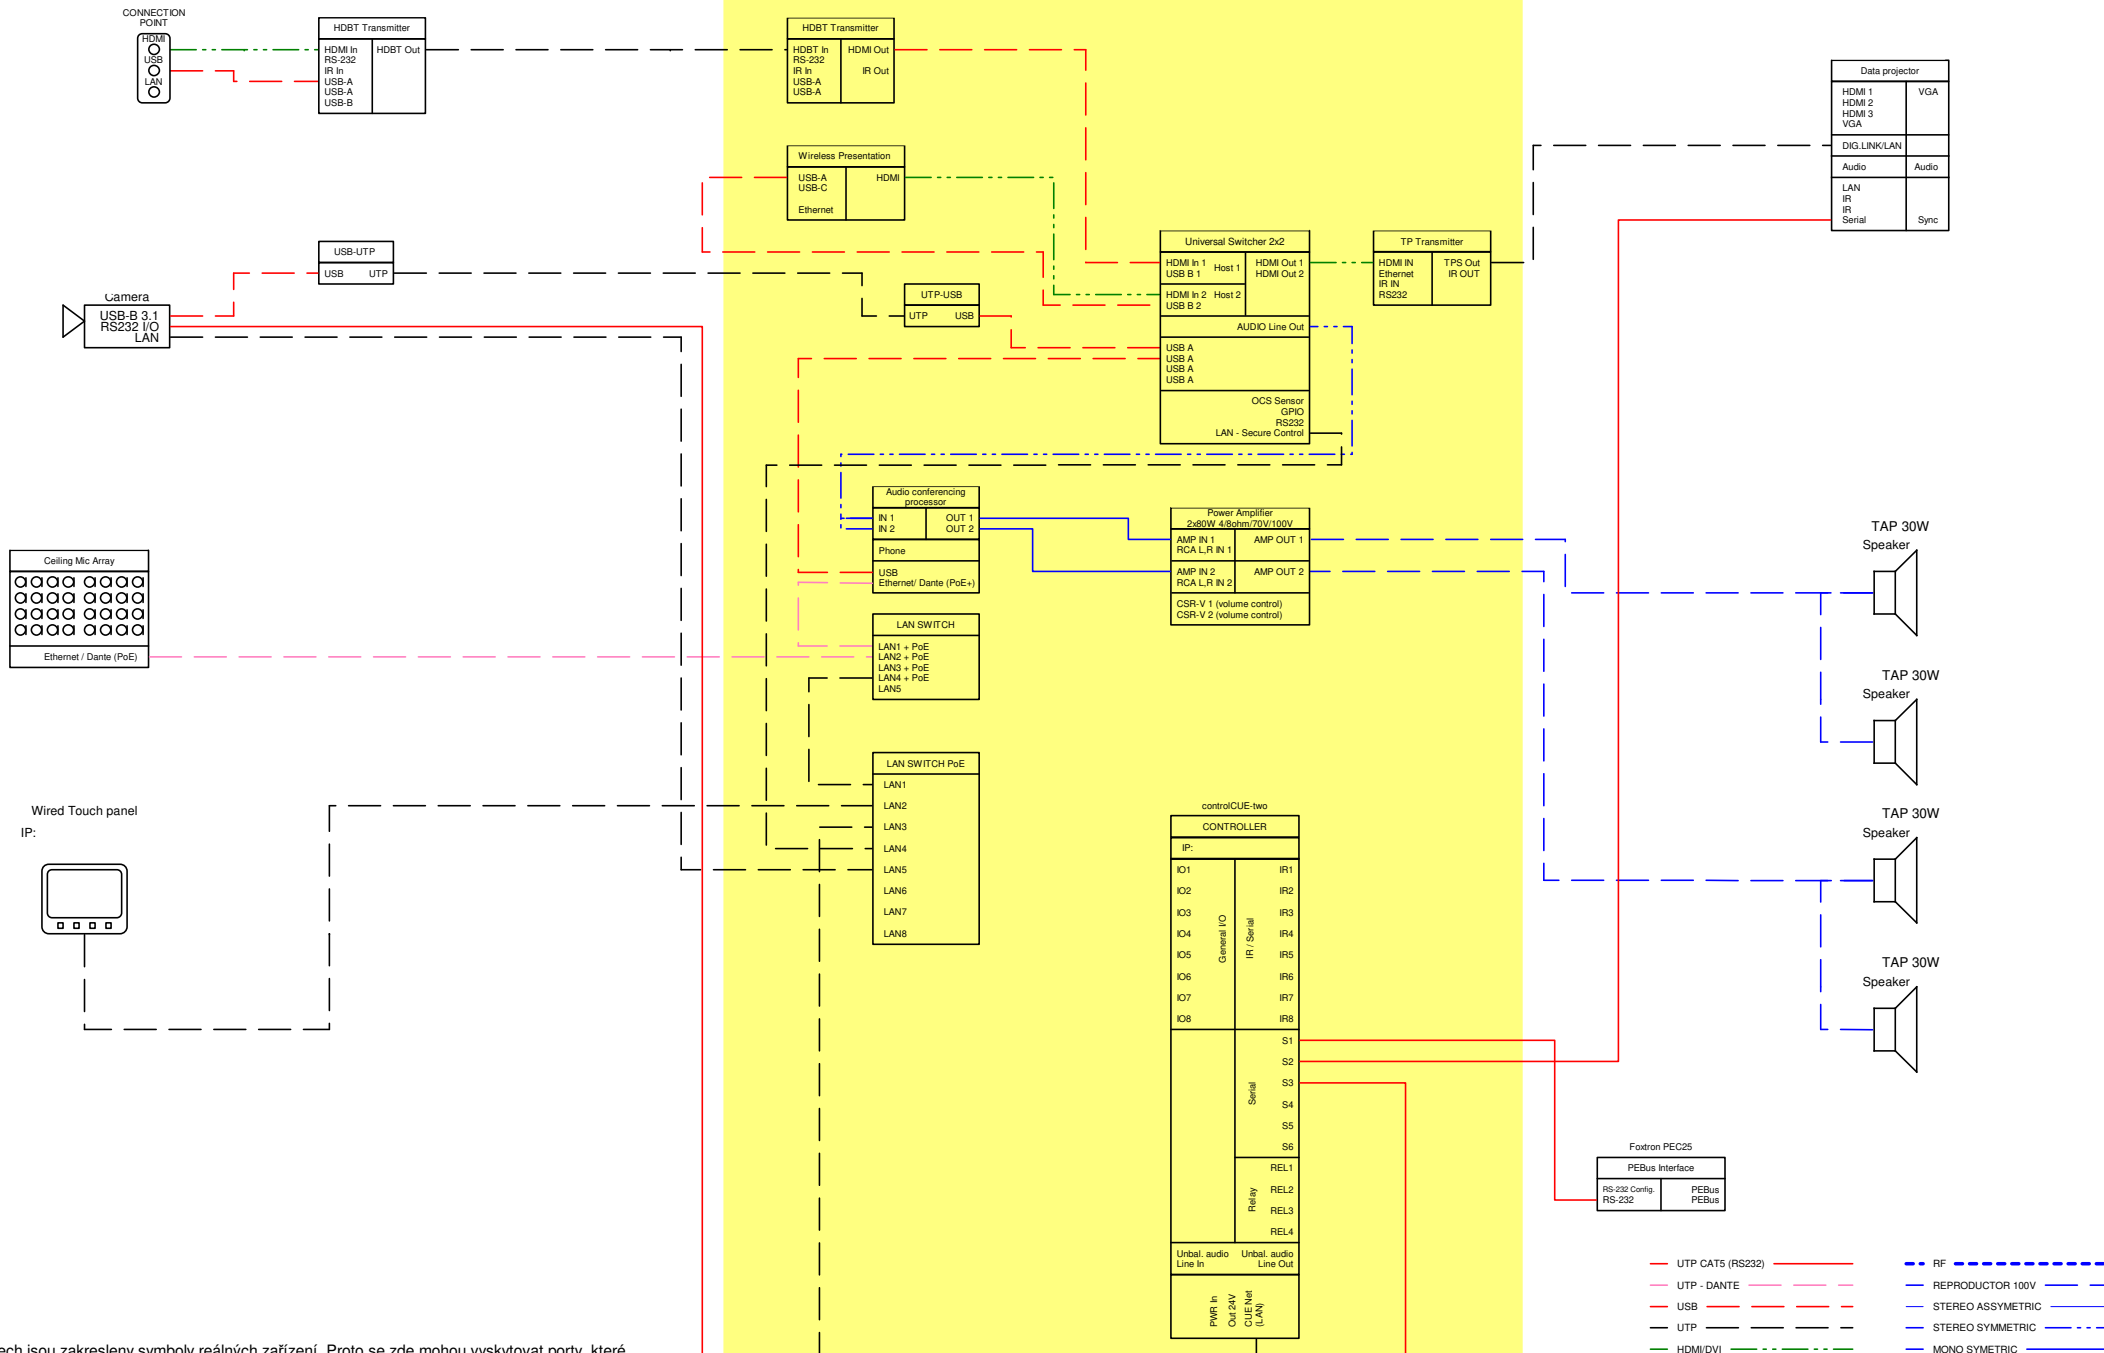 CONNECTION
POINT
HDMI
USB
LAN
HDBT Transmitter
HDMI In
RS-232
IR In
USB-A
USB-A
USB-B
HDBT Out
HDBT Transmitter
HDBT In
RS-232
IR In
USB-A
USB-A
HDMI Out
IR Out
Data projector
HDMI 1
HDMI 2
HDMI 3
VGA
VGA
DIG.LINK/LAN
Audio
Audio
LAN
IR
IR
Serial
Sync
Wireless Presentation
USB-A
USB-C
Ethernet
HDMI
USB-UTP
USB
UTP
Camera
USB-B 3.1
RS232 I/O
LAN
UTP-USB
UTP
USB
Universal Switcher 2x2
HDMI In 1
USB B 1
Host 1
HDMI Out 1
HDMI Out 2
HDMI In 2
Host 2
USB B 2
AUDIO Line Out
USB A
USB A
USB A
USB A
OCS Sensor
GPIO
RS232
LAN - Secure Control
TP Transmitter
HDMI IN
Ethernet
IR IN
RS232
TPS Out
IR OUT
Audio conferencing
processor
IN 1
IN 2
OUT 1
OUT 2
Phone
USB
Ethernet/ Dante (PoE+)
Power Amplifier
2x80W 4/8ohm/70V/100V
AMP IN 1
RCA L,R IN 1
AMP OUT 1
AMP IN 2
RCA L,R IN 2
AMP OUT 2
CSR-V 1 (volume control)
CSR-V 2 (volume control)
TAP 30W
Speaker
TAP 30W
Speaker
TAP 30W
Speaker
TAP 30W
Speaker
Ceiling Mic Array
Ethernet / Dante (PoE)
LAN SWITCH
LAN1 + PoE
LAN2 + PoE
LAN3 + PoE
LAN4 + PoE
LAN5
LAN SWITCH PoE
LAN1
LAN2
LAN3
LAN4
LAN5
LAN6
LAN7
LAN8
Wired Touch panel
IP:
controlCUE-two
CONTROLLER
IP:
IO1
IO2
IO3
IO4
IO5
IO6
IO7
IO8
General I/O
IR / Serial
IR1
IR2
IR3
IR4
IR5
IR6
IR7
IR8
Serial
S1
S2
S3
S4
S5
S6
Relay
REL1
REL2
REL3
REL4
Unbal. audio
Line In
Unbal. audio
Line Out
PWR In
Out 24V
CUE Net
(LAN)
Foxtron PEC25
PEBus Interface
RS-232 Config.
RS-232
PEBus
PEBus
UTP CAT5 (RS232)
UTP - DANTE
USB
UTP
HDMI/DVI
RF
REPRODUCTOR 100V
STEREO ASSYMETRIC
STEREO SYMMETRIC
MONO SYMETRIC
ech jsou zakresleny symboly reálných zařízení. Proto se zde mohou vyskytovat porty, které